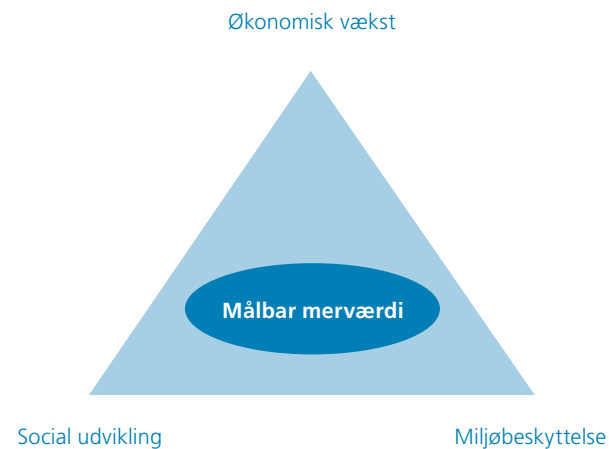 Økonomisk vækst
Målbar merværdi
Social udvikling
Miljøbeskyttelse